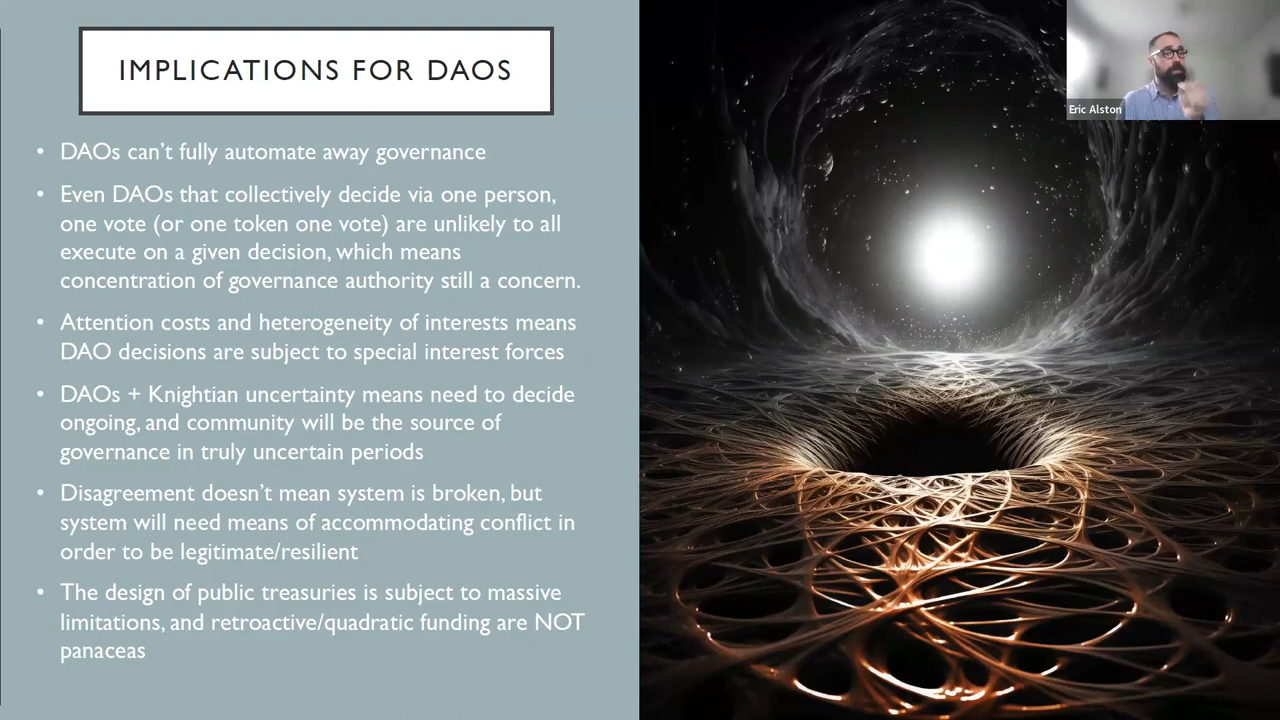 IMPLICATIONS FOR DAOS
Eric Alston
• DAOs can't fully automate away governance
• Even DAOs that collectively decide via one person,
one vote (or one token one vote) are unlikely to all
execute on a given decision, which means
concentration of governance authority still a concern.
• Attention costs and heterogeneity of interests means
DAO decisions are subject to special interest forces
• DAOs + Knightian uncertainty means need to decide
ongoing, and community will be the source of
governance in truly uncertain periods
• Disagreement doesn't mean system is broken, but
system will need means of accommodating conflict in
order to be legitimate/resilient
• The design of public treasuries is subject to massive
limitations, and retroactive/quadratic funding are NOT
panaceas